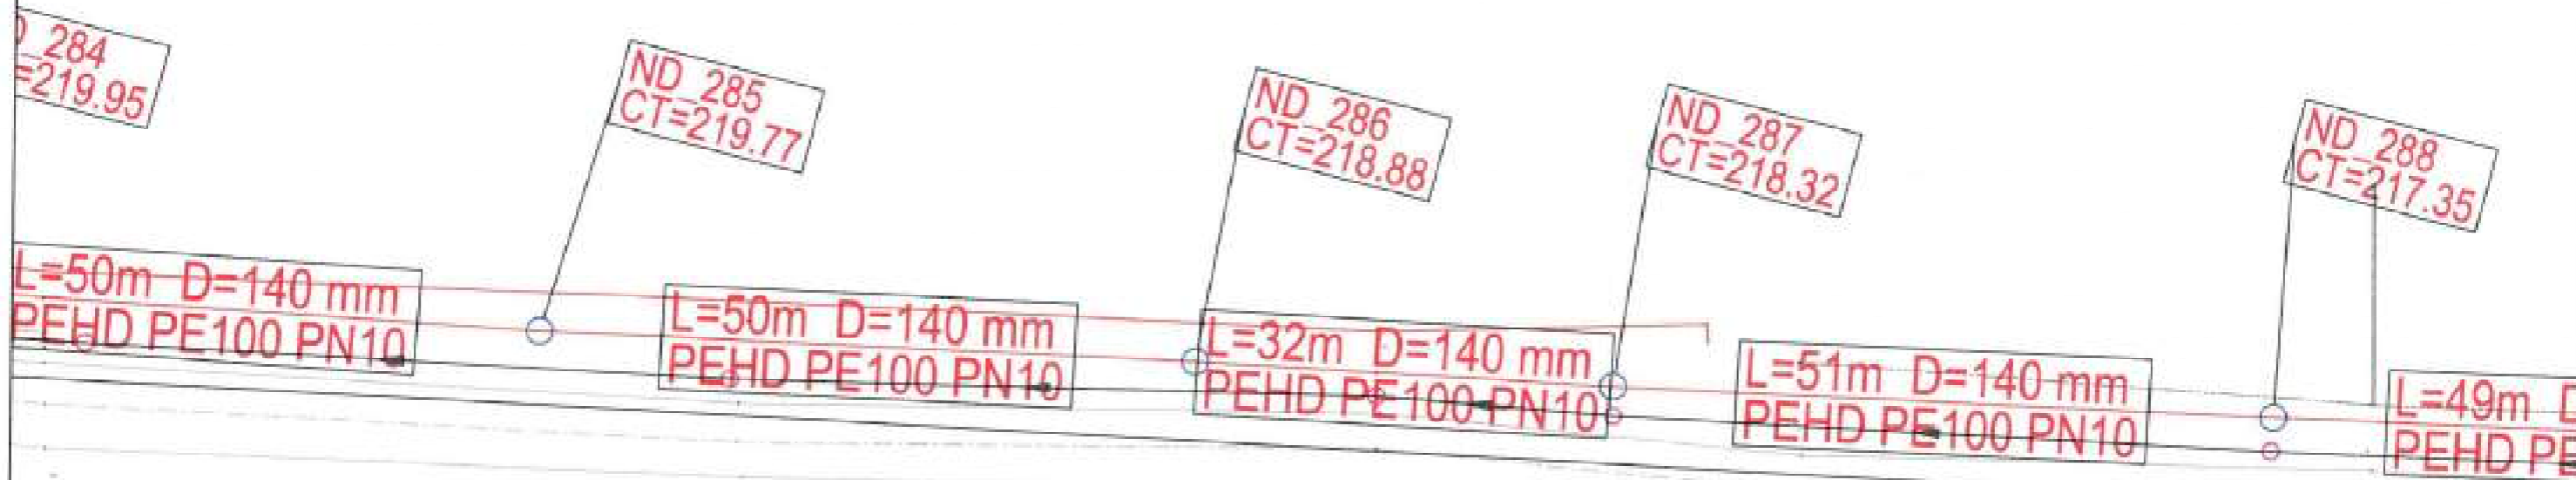 284
=219.95
ND_285
CT=219.77
ND_286
CT=218.88
ND_287
CT=218.32
ND_288
CT=217.35
L=50m D=140 mm
PEHD PE100 PN10
L=50m D=140 mm
PEHD PE100 PN10
L=32m D=140 mm
PEHD PE100 PN10
L=51m D=140 mm
PEHD PE100 PN10
L=49m
PEHD